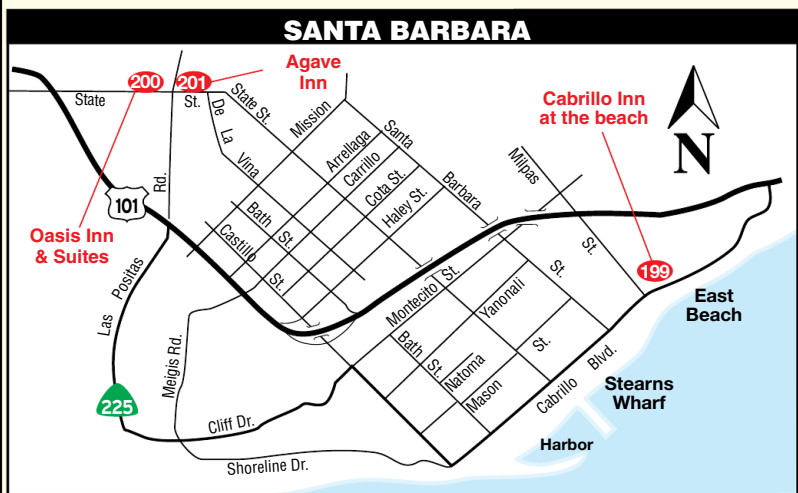 SANTA BARBARA
200
201
Agave
Inn
State
St.
State St.
De
La
Vina
Mission
Arrellaga
Carrillo
Cota St.
Haley St.
Santa
Barbara
St.
Milpas
St.
Cabrillo Inn
at the beach
N
101
Rd.
Oasis Inn
& Suites
Bath
St.
Castillo
St.
199
East
Beach
Las
Positas
Meigis Rd.
Montecito St.
Yanonali
St.
Bath
St.
Natoma
Mason
Cabrillo
Blvd.
Stearns
Wharf
225
Cliff Dr.
Harbor
Shoreline Dr.